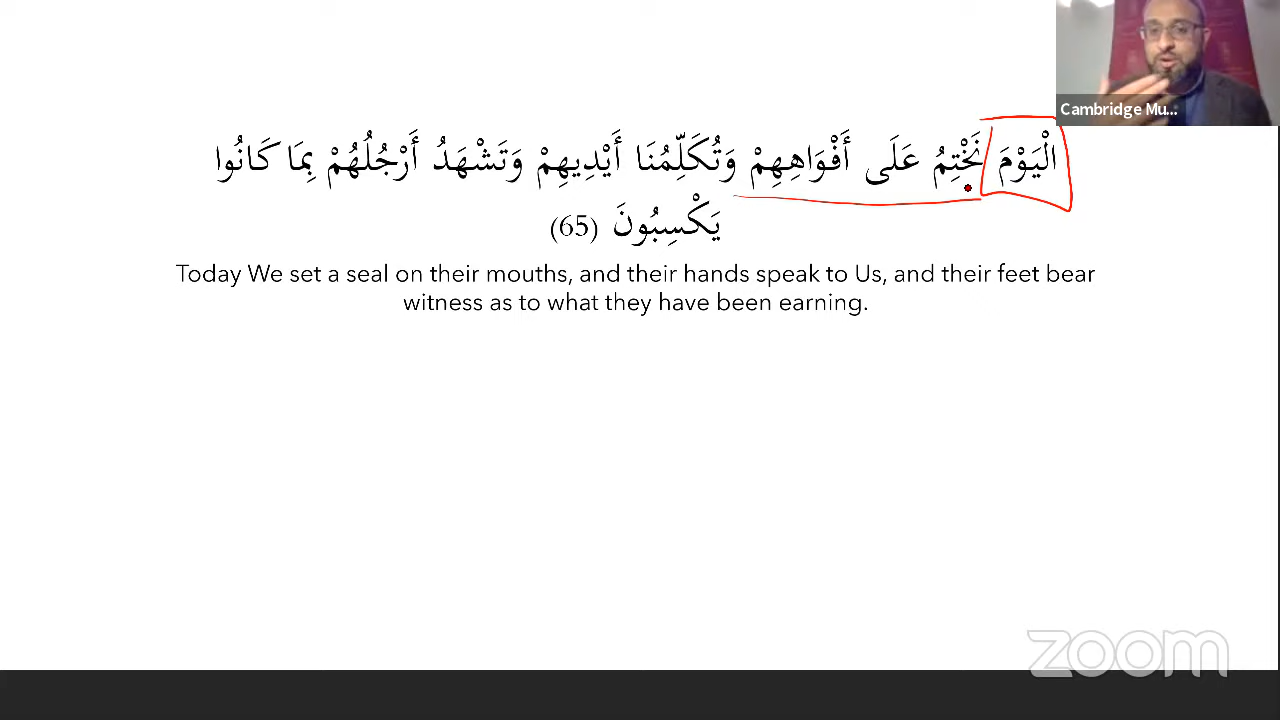 Cambridge Mu...
الْيَوْمَ نَخْتِمُ عَلَى أَفْوَاهِهِمْ وَتُكَلِّمُنَا أَيْدِيهِمْ وَتَشْهَدُ أَرْجُلُهُمْ بِمَا كَانُوا
يَكْسِبُونَ (65)
Today We set a seal on their mouths, and their hands speak to Us, and their feet bear
witness as to what they have been earning.
zoom